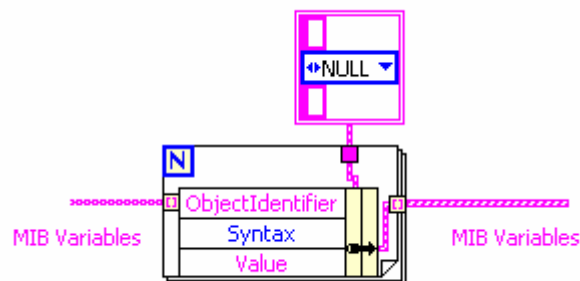 NULL
N
ObjectIdentifier
MIB Variables
Syntax
MIB Variables
Value